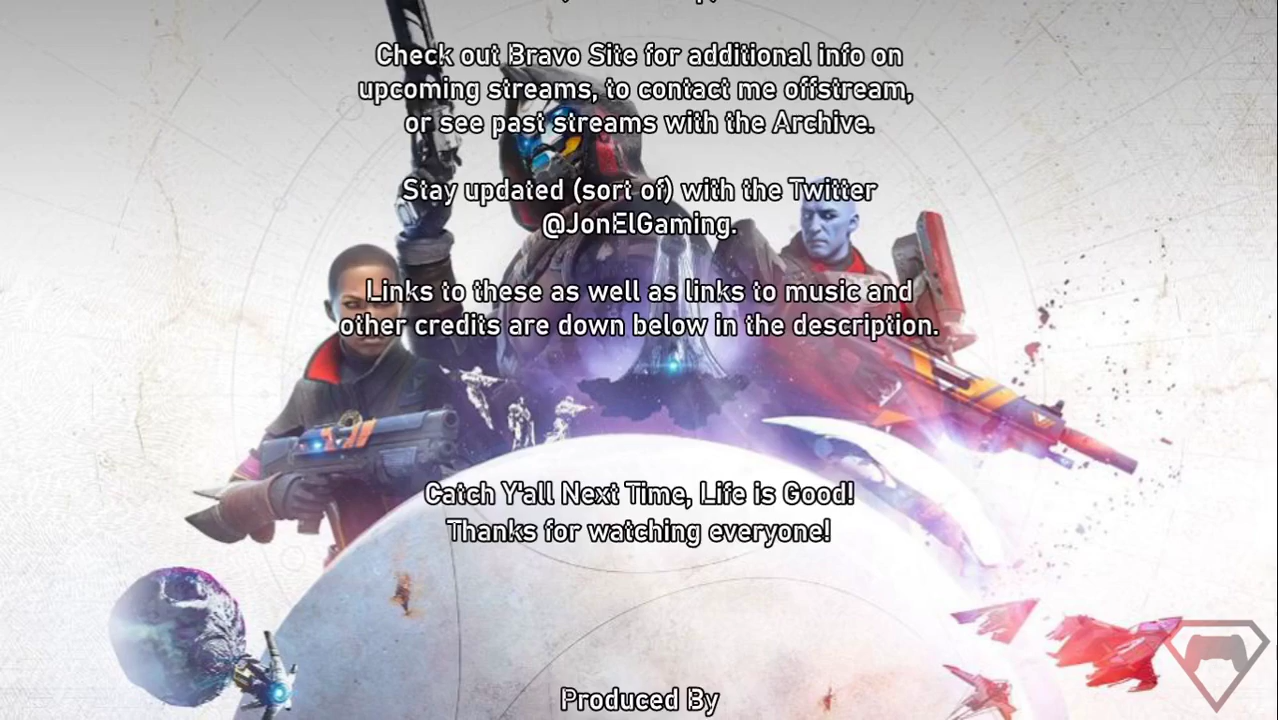 Check out Bravo Site for additional info on
upcoming streams, to contact me offstream,
or see past streams with the Archive.
Stay updated (sort of) with the Twitter
@JonElGaming.
Links to these as well as links to music and
other credits are down below in the description.
Catch Y'all Next Time, Life is Good!
Thanks for watching everyone!
Produced By